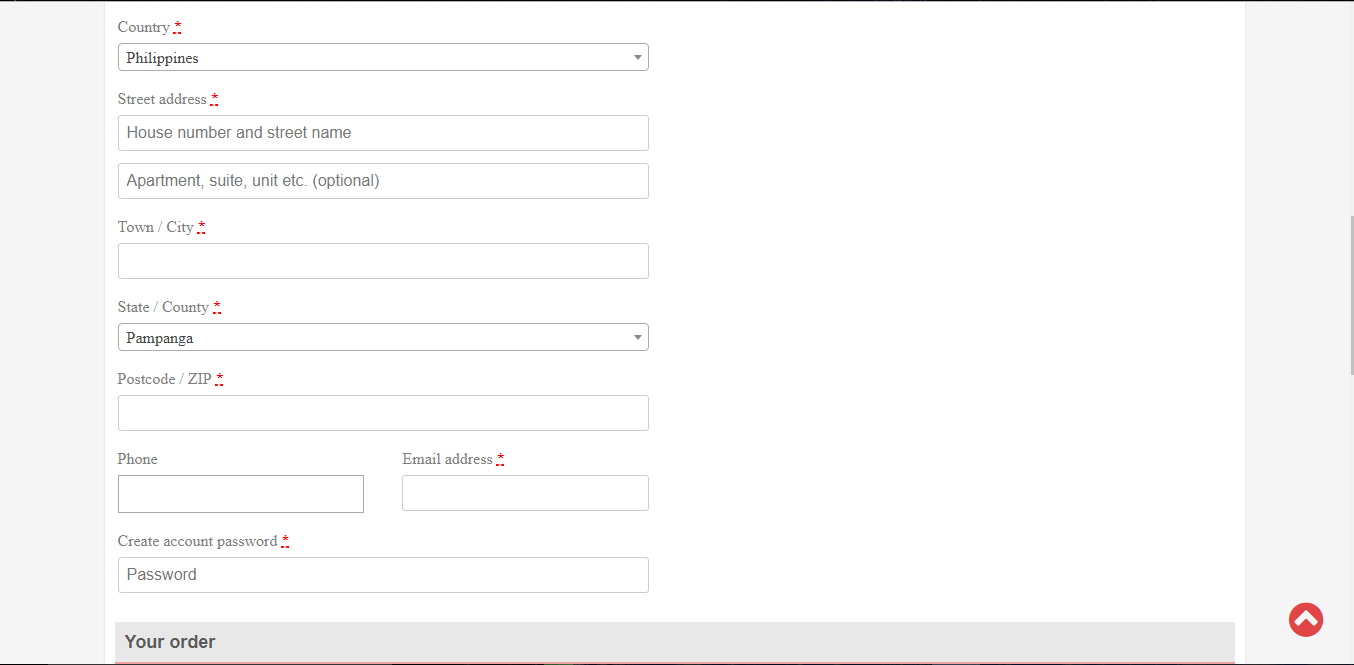 Country *
Philippines
Street address *
House number and street name
Apartment, suite, unit etc. (optional)
Town / City *
State / County *
Pampanga
Postcode / ZIP *
Phone
Email address *
Create account password *
Password
Your order